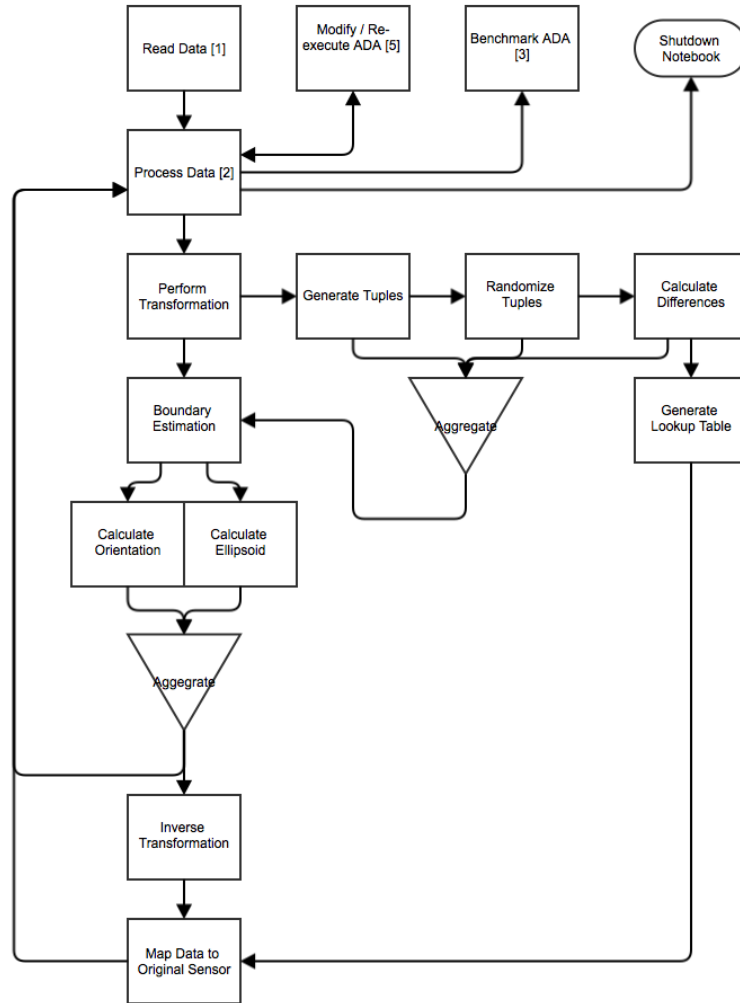 Read Data [1]
Modify / Re-
execute ADA [5]
Benchmark ADA
[3]
Shutdown
Notebook
Process Data [2]
Perform
Transformation
Generate Tuples
Randomize
Tuples
Calculate
Differences
Boundary
Estimation
Aggregate
Generate
Lookup Table
Calculate
Orientation
Calculate
Ellipsoid
Aggegrate
Inverse
Transformation
Map Data to
Original Sensor